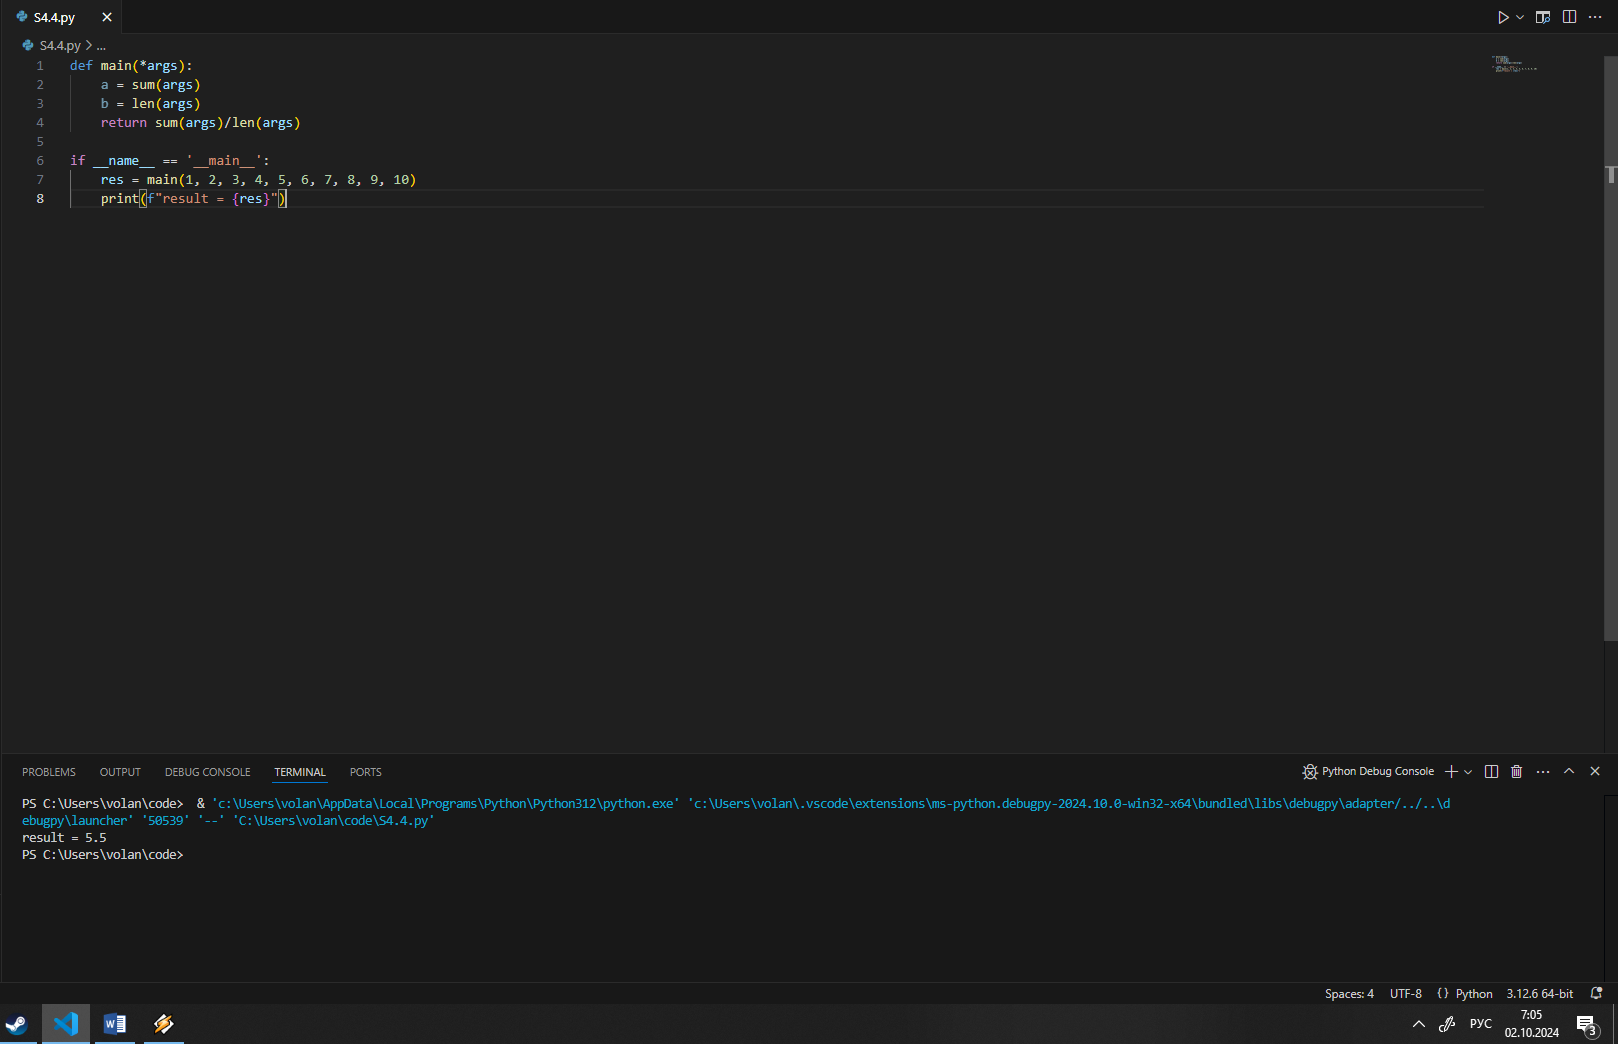 S4.4.py
S4.4.py > ...
1 def main(*args):
2     a = sum(args)
3     b = len(args)
4     return sum(args)/len(args)
5
6 if __name__ == '__main__':
7     res = main(1, 2, 3, 4, 5, 6, 7, 8, 9, 10)
8     print(f"result = {res}")
PROBLEMS OUTPUT DEBUG CONSOLE TERMINAL PORTS Python Debug Console
PS C:\Users\volan\code>  & 'c:\Users\volan\AppData\Local\Programs\Python\Python312\python.exe' 'c:\Users\volan\.vscode\extensions\ms-python.debugpy-2024.10.0-win32-x64\bundled\libs\debugpy\adapter/../..\d
ebugpy\launcher' '50539' '--' 'C:\Users\volan\code\S4.4.py'
result = 5.5
PS C:\Users\volan\code>
Spaces: 4 UTF-8 {} Python 3.12.6 64-bit
РУС 7:05
02.10.2024 3